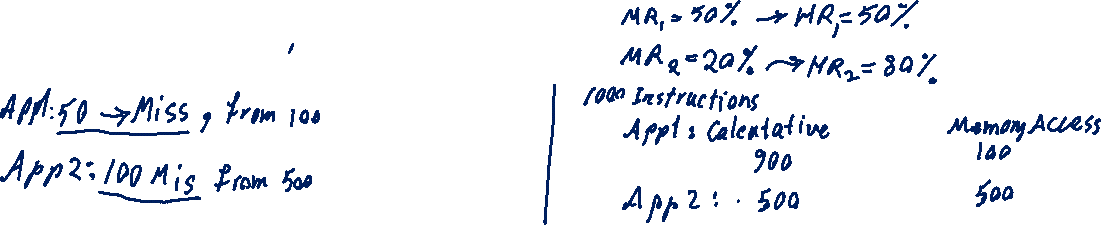 MR₁=50% → HR₁=50%
MR₂=20% → HR₂=80%
App1: 50 → Miss, from 100
App2: 100 Mis from 500
1000 Instructions
App1: Calculative Memory Access
900 100
App2: 500 500